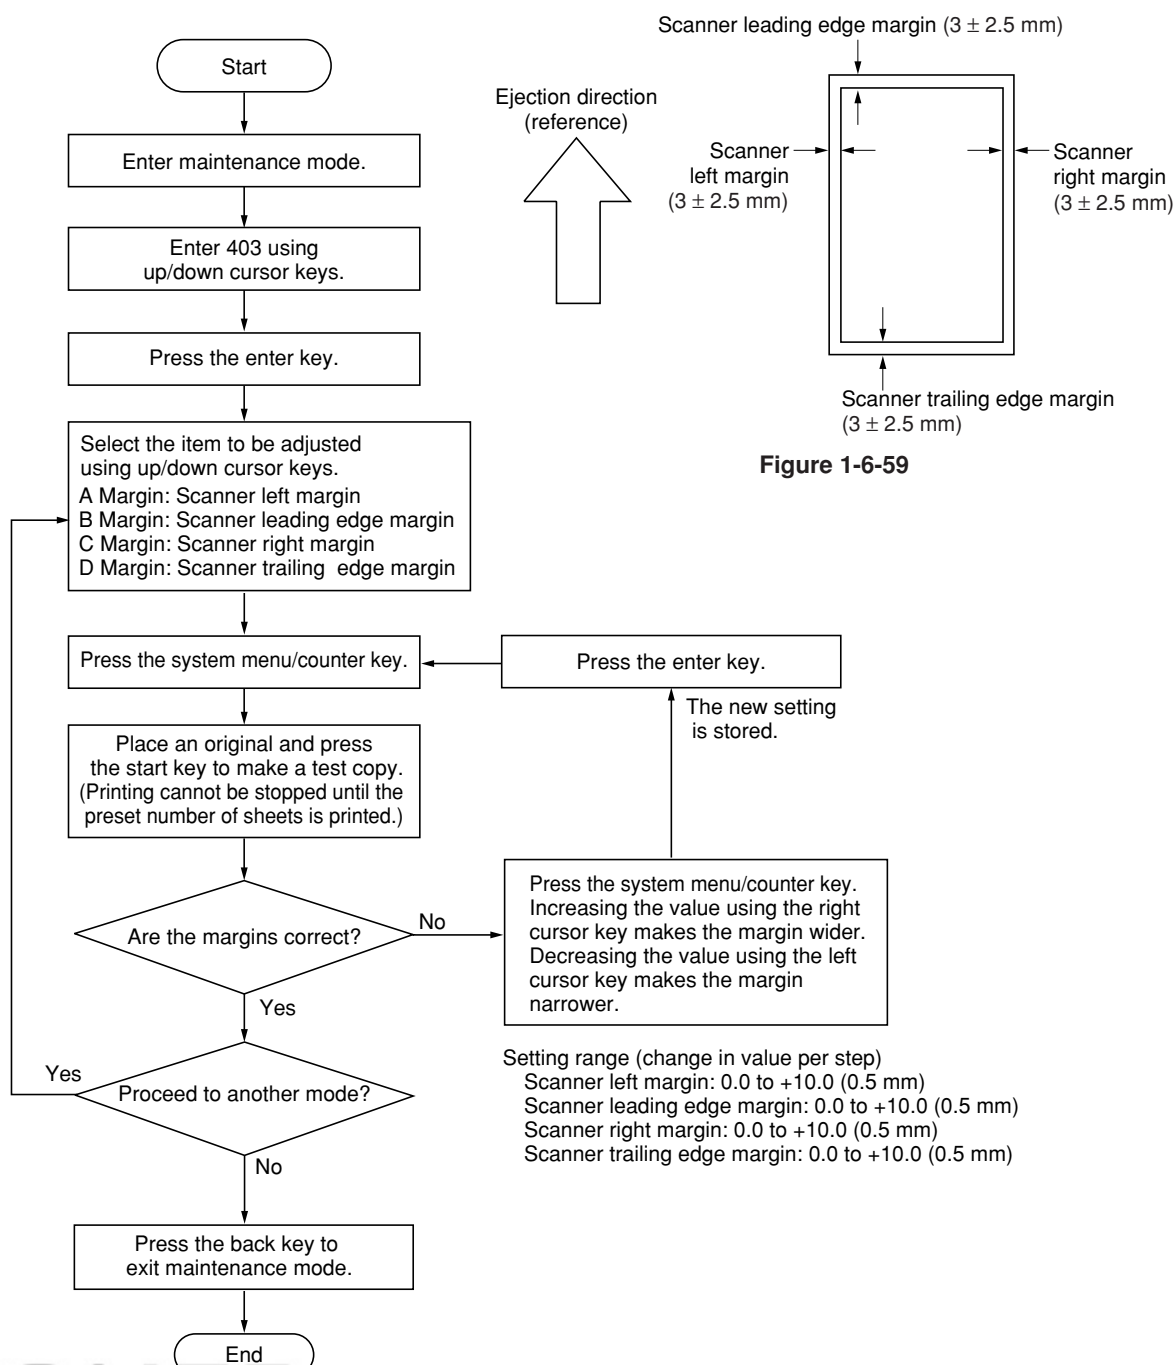 Start
Enter maintenance mode.
Enter 403 using
up/down cursor keys.
Press the enter key.
Select the item to be adjusted
using up/down cursor keys.
A Margin: Scanner left margin
B Margin: Scanner leading edge margin
C Margin: Scanner right margin
D Margin: Scanner trailing  edge margin
Press the system menu/counter key.
Place an original and press
the start key to make a test copy.
(Printing cannot be stopped until the
preset number of sheets is printed.)
Are the margins correct?
No
Yes
Press the system menu/counter key.
Increasing the value using the right
cursor key makes the margin wider.
Decreasing the value using the left
cursor key makes the margin
narrower.
The new setting
is stored.
Press the enter key.
Setting range (change in value per step)
Scanner left margin: 0.0 to +10.0 (0.5 mm)
Scanner leading edge margin: 0.0 to +10.0 (0.5 mm)
Scanner right margin: 0.0 to +10.0 (0.5 mm)
Scanner trailing edge margin: 0.0 to +10.0 (0.5 mm)
Proceed to another mode?
Yes
No
Press the back key to
exit maintenance mode.
End
Scanner leading edge margin (3 ± 2.5 mm)
Ejection direction
(reference)
Scanner
left margin
(3 ± 2.5 mm)
Scanner
right margin
(3 ± 2.5 mm)
Scanner trailing edge margin
(3 ± 2.5 mm)
Figure 1-6-59